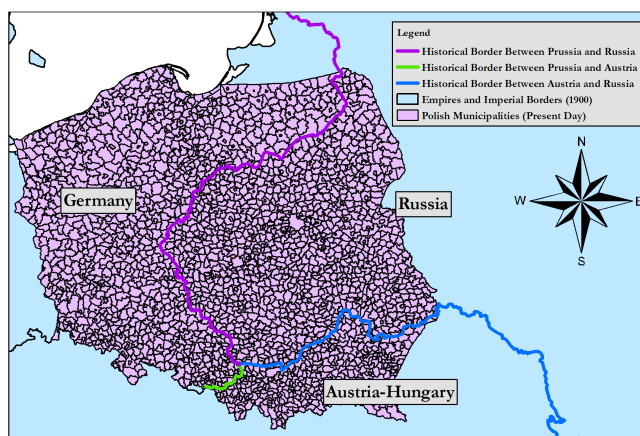 Legend
Historical Border Between Prussia and Russia
Historical Border Between Prussia and Austria
Historical Border Between Austria and Russia
Empires and Imperial Borders (1900)
Polish Municipalities (Present Day)
N
W
E
S
Germany
Russia
Austria-Hungary